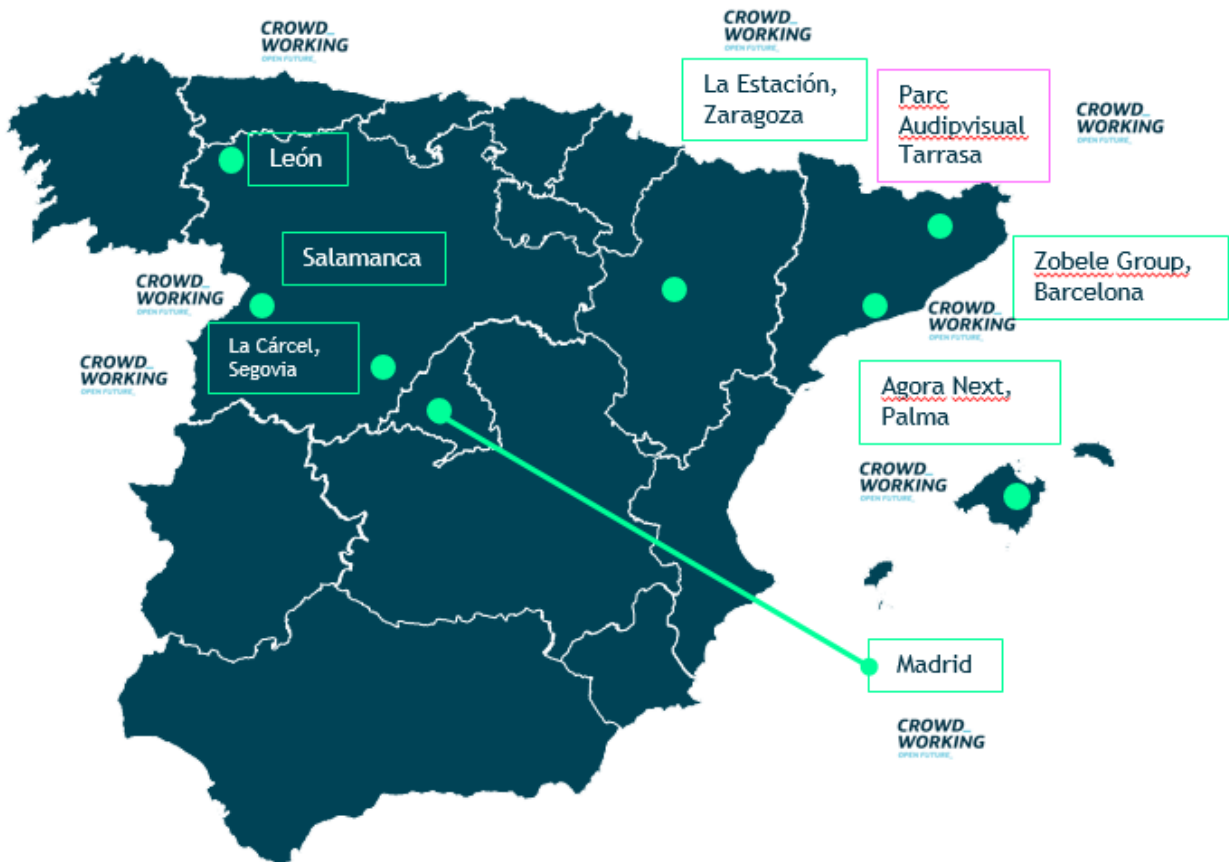 CROWD_
WORKING
OPEN FUTURE_
CROWD_
WORKING
OPEN FUTURE_
La Estación,
Zaragoza
Parc
Audipvisual
Tarrasa
CROWD_
WORKING
OPEN FUTURE_
León
Salamanca
CROWD_
WORKING
OPEN FUTURE_
Zobele Group,
Barcelona
CROWD_
WORKING
OPEN FUTURE_
La Cárcel,
Segovia
CROWD_
WORKING
OPEN FUTURE_
Agora Next,
Palma
CROWD_
WORKING
OPEN FUTURE_
Madrid
CROWD_
WORKING
OPEN FUTURE_